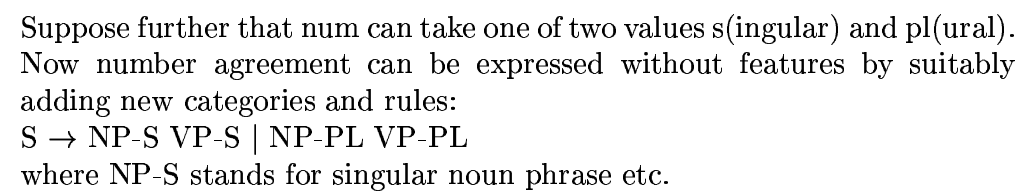 Suppose further that num can take one of two values s(ingular) and pl(ural).
Now number agreement can be expressed without features by suitably
adding new categories and rules:
S → NP-S VP-S | NP-PL VP-PL
where NP-S stands for singular noun phrase etc.